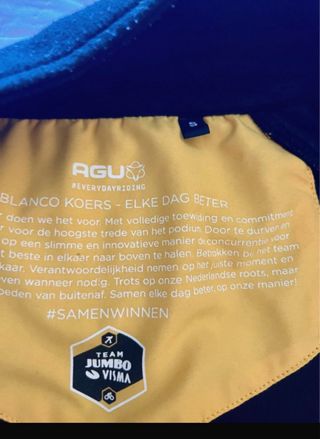 S
AGU
#EVERYDAYRIDING
BLANCO KOERS - ELKE DAG BETER
doen we het voor. Met volledige toewijding en commitment
voor de hoogste trede van het podium. Door te durven en
op een slimme en innovatieve manier de concurrentie voor
beste in elkaar naar boven te halen. Betrokken bij het team
kaar. Verantwoordelijkheid nemen op het juiste moment en
wanneer nodig. Trots op onze Nederlandse roots, maar
van buitenaf. Samen elke dag beter, op onze manier!
#SAMENWINNEN
TEAM
JUMBO
VISMA